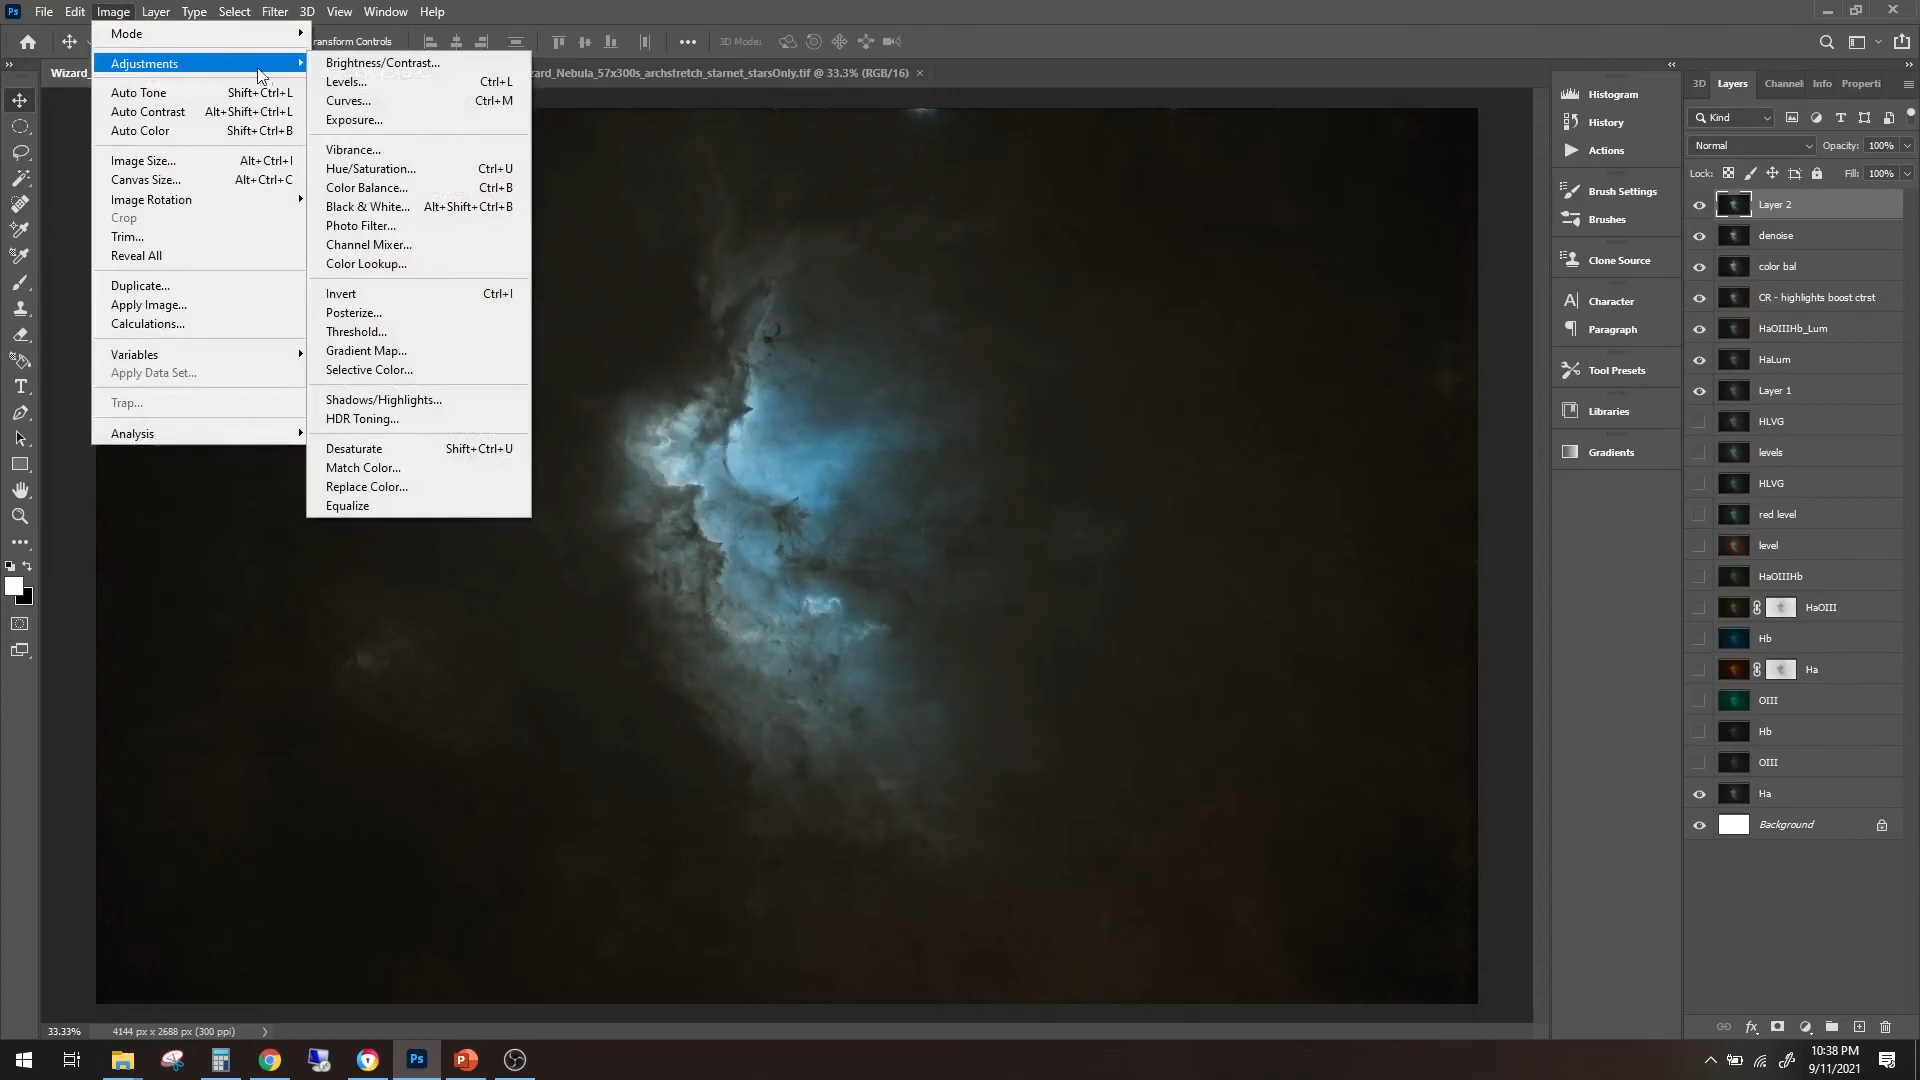 Ps File Edit Image Layer Type Select Filter 3D View Window Help
ransform Controls
3D Mode:
Wizard_
zard_Nebula_57x300s_archstretch_starnet_starsOnly.tif @ 33.3% (RGB/16) ×
Mode
Adjustments
Auto Tone Shift+Ctrl+L
Auto Contrast Alt+Shift+Ctrl+L
Auto Color Shift+Ctrl+B
Image Size... Alt+Ctrl+I
Canvas Size... Alt+Ctrl+C
Image Rotation
Crop
Trim...
Reveal All
Duplicate...
Apply Image...
Calculations...
Variables
Apply Data Set...
Trap...
Analysis
Brightness/Contrast...
Levels... Ctrl+L
Curves... Ctrl+M
Exposure...
Vibrance...
Hue/Saturation... Ctrl+U
Color Balance... Ctrl+B
Black & White... Alt+Shift+Ctrl+B
Photo Filter...
Channel Mixer...
Color Lookup...
Invert Ctrl+I
Posterize...
Threshold...
Gradient Map...
Selective Color...
Shadows/Highlights...
HDR Toning...
Desaturate Shift+Ctrl+U
Match Color...
Replace Color...
Equalize
Histogram
History
Actions
Brush Settings
Brushes
Clone Source
Character
Paragraph
Tool Presets
Libraries
Gradients
3D Layers Channel Info Properti
Kind
Normal Opacity: 100%
Lock: Fill: 100%
Layer 2
denoise
color bal
CR - highlights boost ctrst
HaOIIIHb_Lum
HaLum
Layer 1
HLVG
levels
HLVG
red level
level
HaOIIIHb
HaOIII
Hb
Ha
OIII
Hb
OIII
Ha
Background
33.33% 4144 px x 2688 px (300 ppi)
10:38 PM
9/11/2021